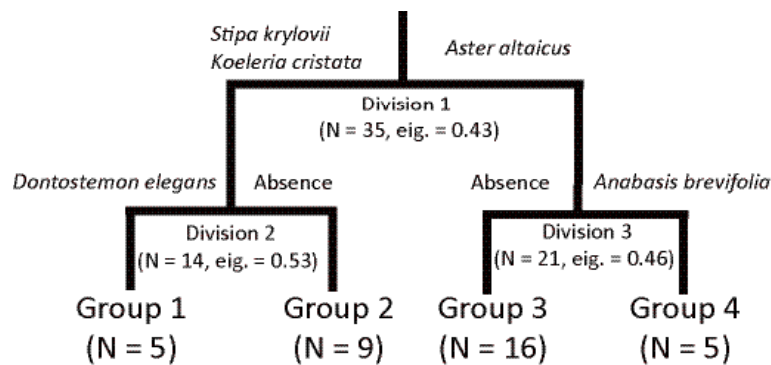 Stipa krylovii
Koeleria cristata
Aster altaicus
Division 1
(N = 35, eig. = 0.43)
Dontostemon elegans
Absence
Absence
Anabasis brevifolia
Division 2
(N = 14, eig. = 0.53)
Division 3
(N = 21, eig. = 0.46)
Group 1
(N = 5)
Group 2
(N = 9)
Group 3
(N = 16)
Group 4
(N = 5)